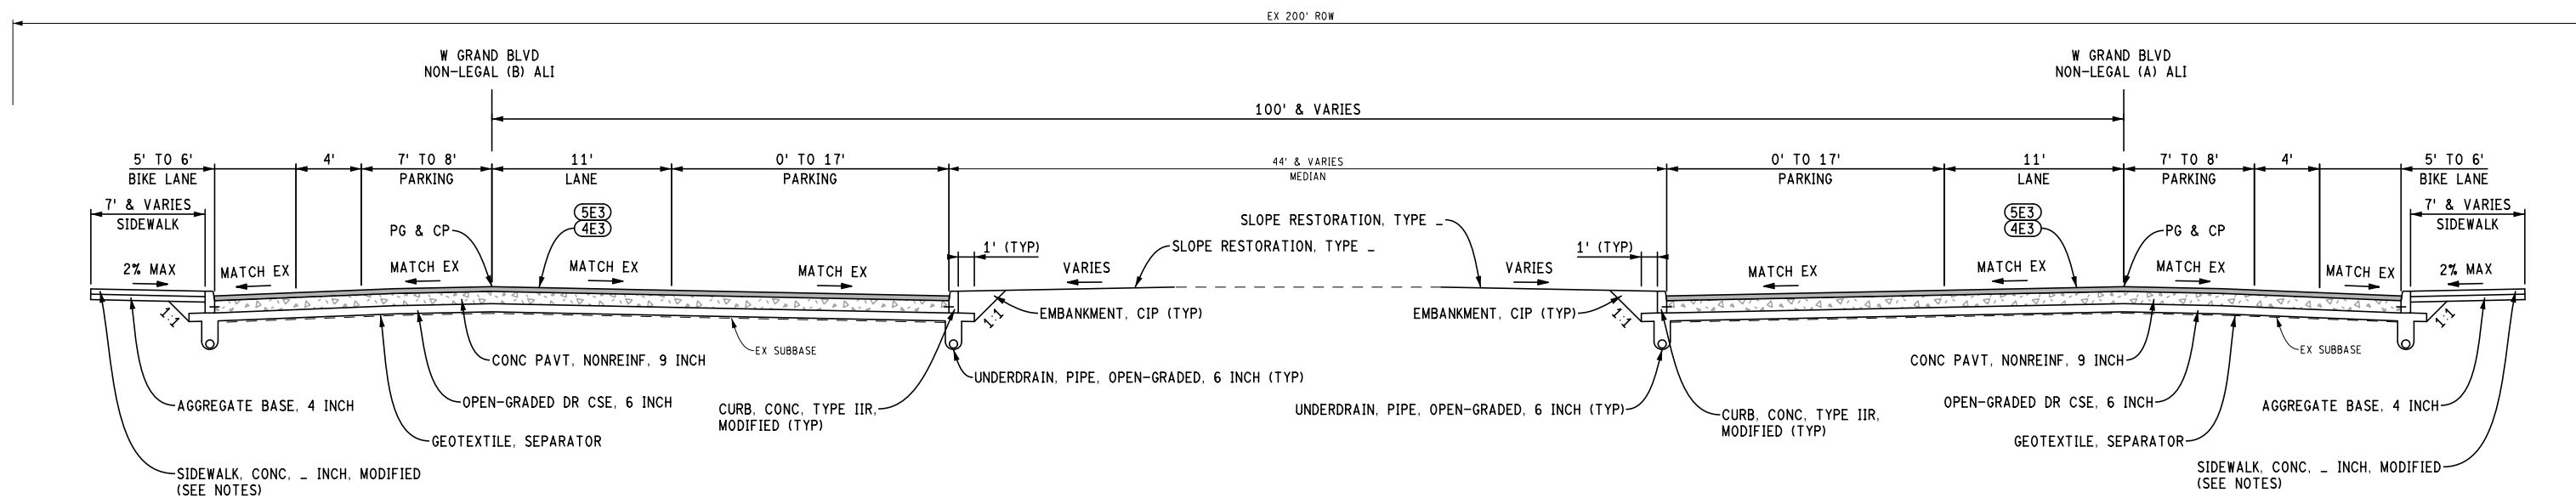 EX 200' ROW
W GRAND BLVD
NON-LEGAL (B) ALI
W GRAND BLVD
NON-LEGAL (A) ALI
100' & VARIES
5' TO 6'
BIKE LANE
4'
7' TO 8'
PARKING
11'
LANE
0' TO 17'
PARKING
44' & VARIES
MEDIAN
0' TO 17'
PARKING
11'
LANE
7' TO 8'
PARKING
4'
5' TO 6'
BIKE LANE
7' & VARIES
SIDEWALK
PG & CP
5E3
4E3
1' (TYP)
SLOPE RESTORATION, TYPE _
SLOPE RESTORATION, TYPE _
1' (TYP)
5E3
4E3
PG & CP
7' & VARIES
SIDEWALK
2% MAX
MATCH EX
MATCH EX
MATCH EX
MATCH EX
VARIES
VARIES
MATCH EX
MATCH EX
MATCH EX
MATCH EX
2% MAX
1:1
1:1
EMBANKMENT, CIP (TYP)
EMBANKMENT, CIP (TYP)
1:1
1:1
CONC PAVT, NONREINF, 9 INCH
EX SUBBASE
UNDERDRAIN, PIPE, OPEN-GRADED, 6 INCH (TYP)
AGGREGATE BASE, 4 INCH
OPEN-GRADED DR CSE, 6 INCH
CURB, CONC, TYPE IIR,
MODIFIED (TYP)
GEOTEXTILE, SEPARATOR
SIDEWALK, CONC, _ INCH, MODIFIED
(SEE NOTES)
CONC PAVT, NONREINF, 9 INCH
EX SUBBASE
UNDERDRAIN, PIPE, OPEN-GRADED, 6 INCH (TYP)
CURB, CONC, TYPE IIR,
MODIFIED (TYP)
OPEN-GRADED DR CSE, 6 INCH
AGGREGATE BASE, 4 INCH
GEOTEXTILE, SEPARATOR
SIDEWALK, CONC, _ INCH, MODIFIED
(SEE NOTES)